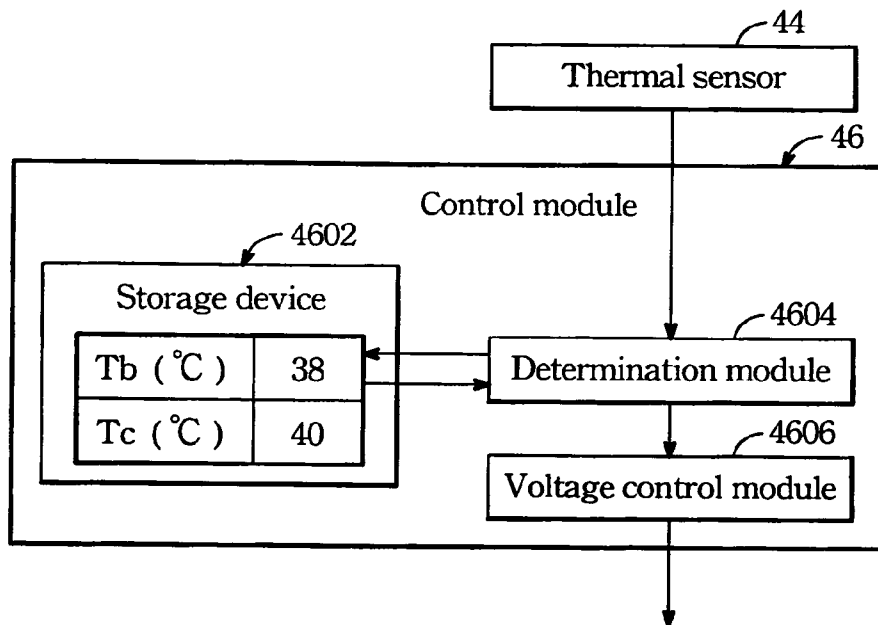 44
Thermal sensor
46
Control module
4602
Storage device
4604
Tb (℃) 38
Determination module
Tc (℃) 40
4606
Voltage control module